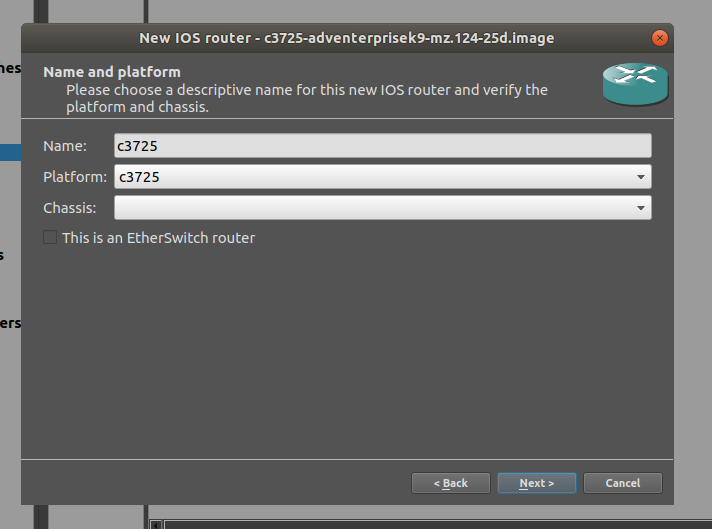 New IOS router - c3725-adventerprisek9-mz.124-25d.image
Name and platform
Please choose a descriptive name for this new IOS router and verify the
platform and chassis.
Name: c3725
Platform: c3725
Chassis:
This is an EtherSwitch router
< Back Next > Cancel